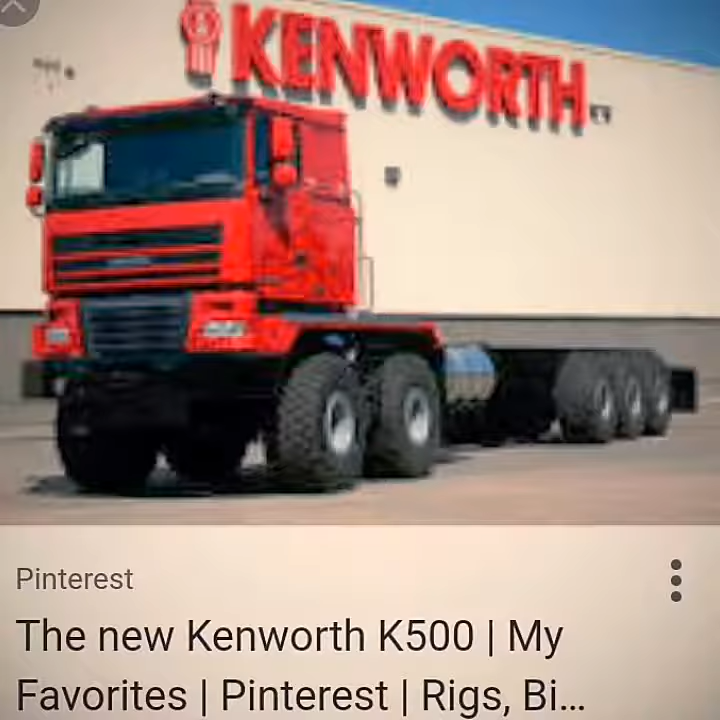 KENWORTH
Pinterest
The new Kenworth K500 | My
Favorites | Pinterest | Rigs, Bi...